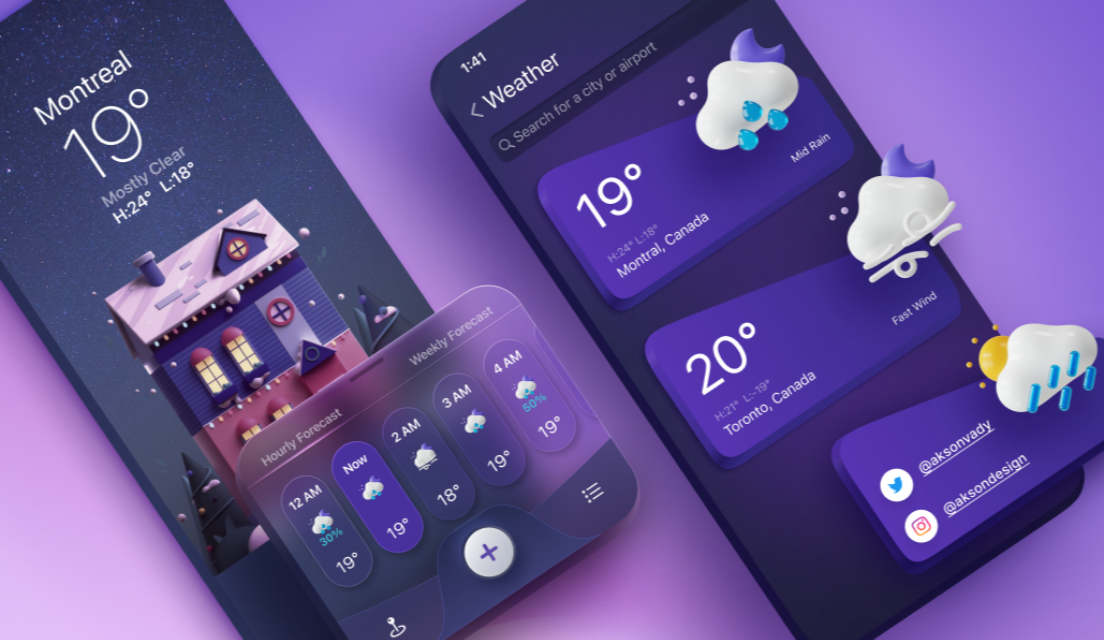 Montreal
19°
Mostly Clear
H:24° L:18°
Hourly Forecast
Weekly Forecast
12 AM
30%
19°
Now
19°
2 AM
18°
3 AM
19°
4 AM
50%
19°
1:41
Weather
Search for a city or airport
19°
H:24° L:18°
Montral, Canada
Mid Rain
20°
H:21° L:-19°
Toronto, Canada
Fast Wind
@aksonvady
@aksondesign